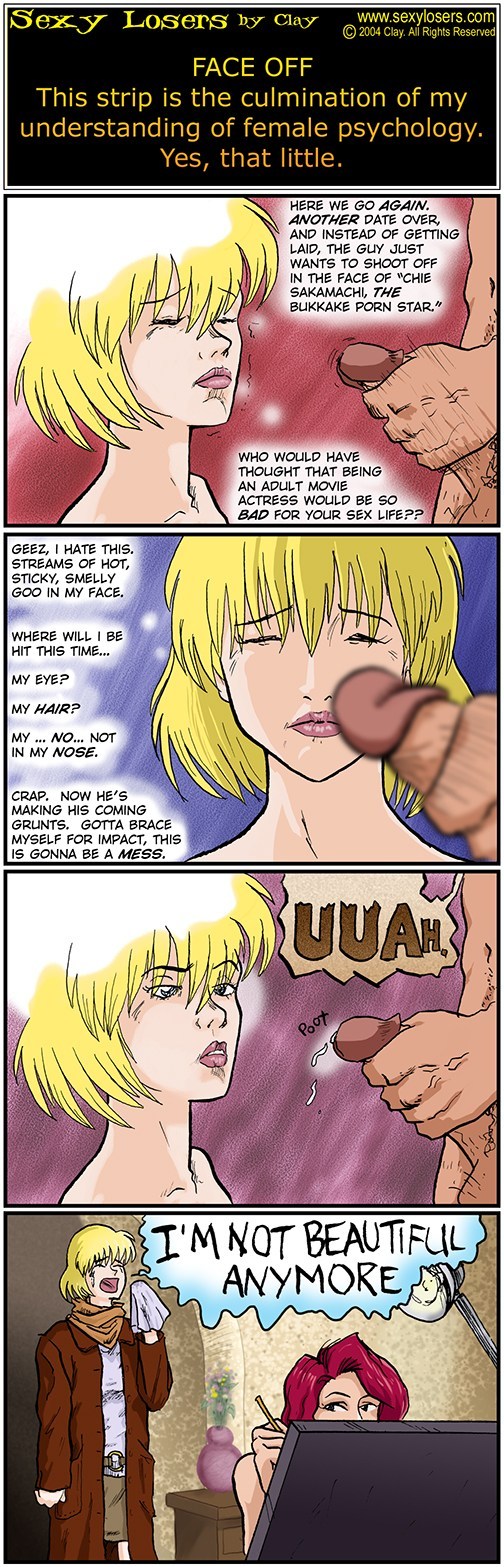 Sexy Losers by Clay
www.sexylosers.com
© 2004 Clay. All Rights Reserved
FACE OFF
This strip is the culmination of my
understanding of female psychology.
Yes, that little.
HERE WE GO AGAIN.
ANOTHER DATE OVER,
AND INSTEAD OF GETTING
LAID, THE GUY JUST
WANTS TO SHOOT OFF
IN THE FACE OF "CHIE
SAKAMACHI, THE
BUKKAKE PORN STAR."
WHO WOULD HAVE
THOUGHT THAT BEING
AN ADULT MOVIE
ACTRESS WOULD BE SO
BAD FOR YOUR SEX LIFE??
GEEZ, I HATE THIS.
STREAMS OF HOT,
STICKY, SMELLY
GOO IN MY FACE.
WHERE WILL I BE
HIT THIS TIME...
MY EYE?
MY HAIR?
MY ... NO... NOT
IN MY NOSE.
CRAP. NOW HE'S
MAKING HIS COMING
GRUNTS. GOTTA BRACE
MYSELF FOR IMPACT, THIS
IS GONNA BE A MESS.
UUAH.
POOT
I'M NOT BEAUTIFUL
ANYMORE